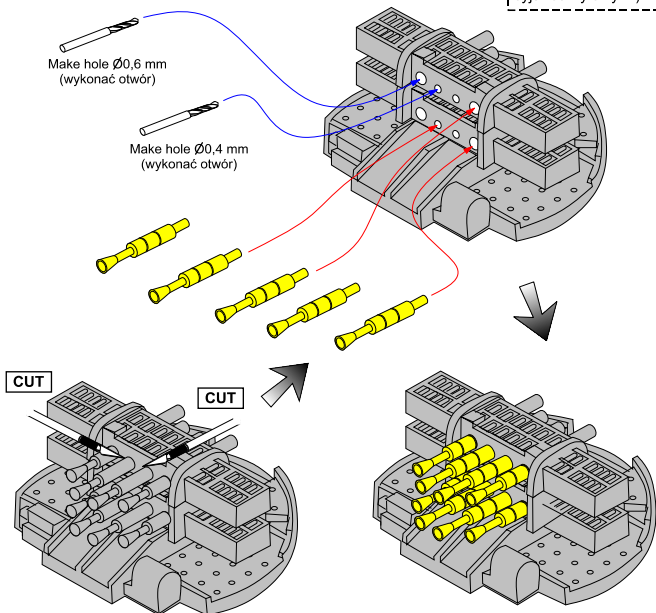 Make hole Ø0,6 mm
(wykonać otwór)
Make hole Ø0,4 mm
(wykonać otwór)
CUT
CUT